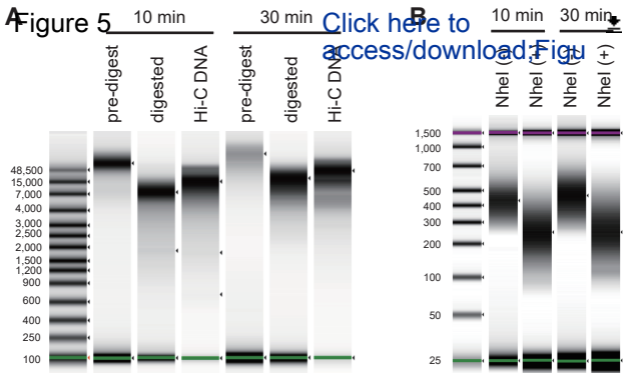 A
Figure 5
10 min
30 min
pre-digest
digested
Hi-C DNA
pre-digest
digested
Hi-C DNA
48,500
15,000
7,000
4,000
3,000
2,500
2,000
1,500
1,200
900
600
400
250
100
Click here to
access/download;Figu
B
10 min
30 min
NheI (-)
NheI (+)
NheI (-)
NheI (+)
1,500
1,000
700
500
400
300
200
100
50
25